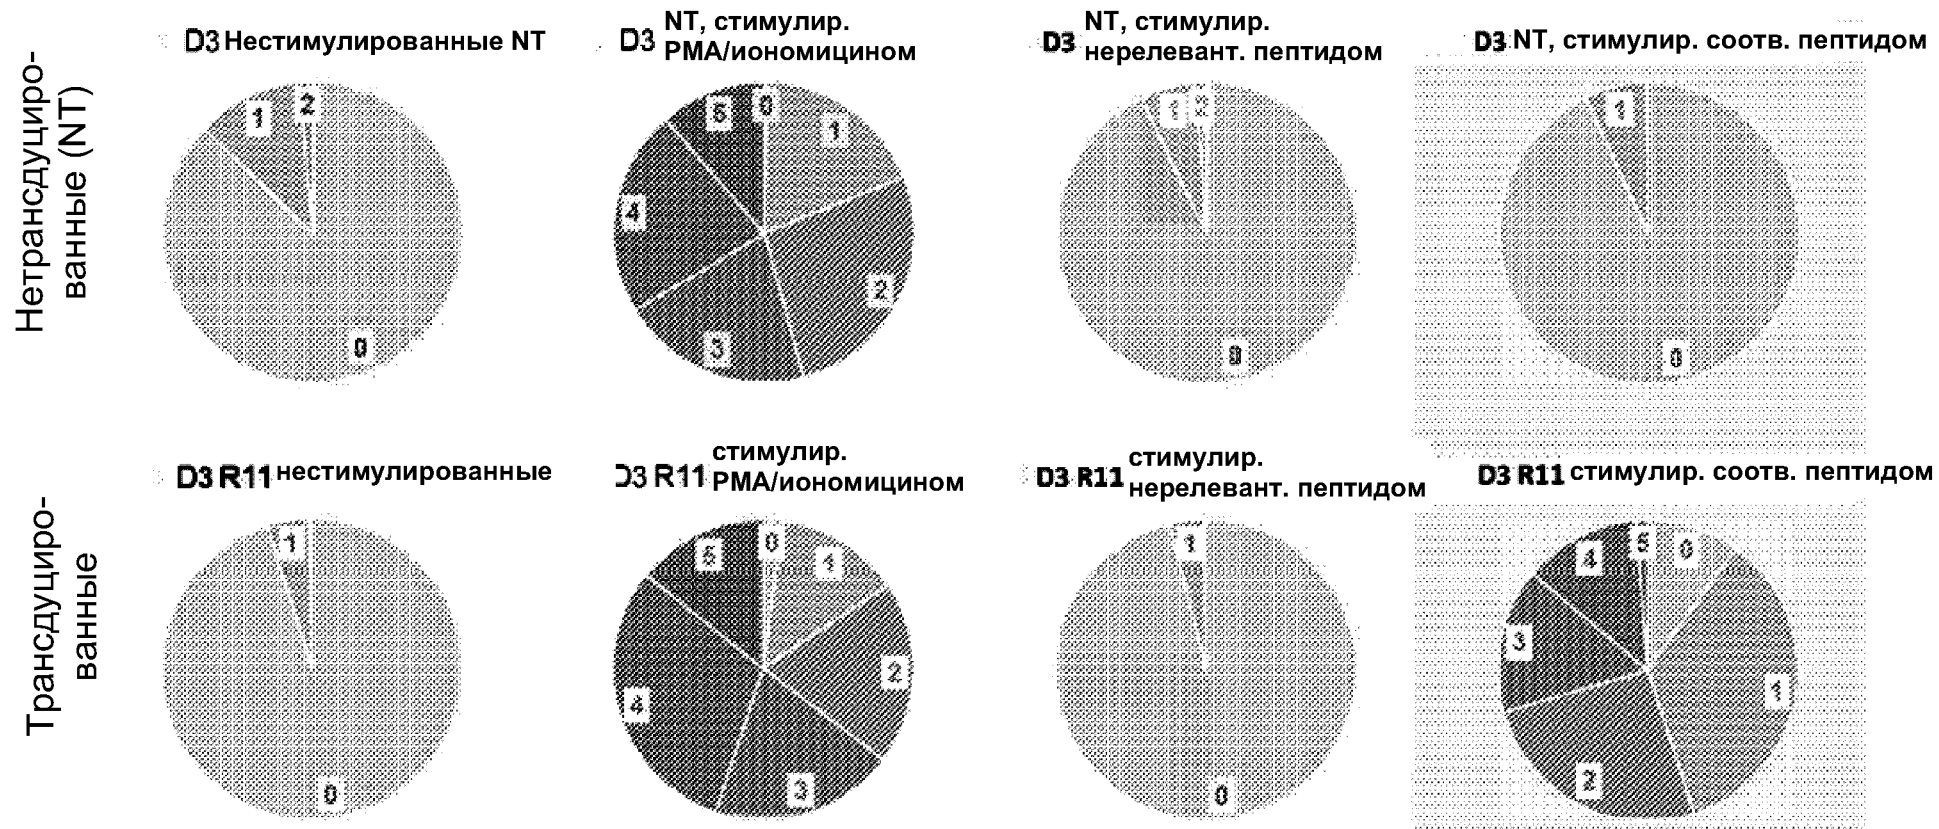 Нетрансдуциро-
ванные (NT)
D3 Нестимулированные NT
D3 NT, стимулир.
PMA/иономицином
D3 NT, стимулир.
нерелевант. пептидом
D3 NT, стимулир. соотв. пептидом
1
2
0
5
0
1
4
2
3
1
2
0
1
0
Трансдуциро-
ванные
D3 R11 нестимулированные
D3 R11 стимулир.
PMA/иономицином
D3 R11 стимулир.
нерелевант. пептидом
D3 R11 стимулир. соотв. пептидом
1
0
5
0
1
2
4
3
1
0
4
5
0
3
1
2